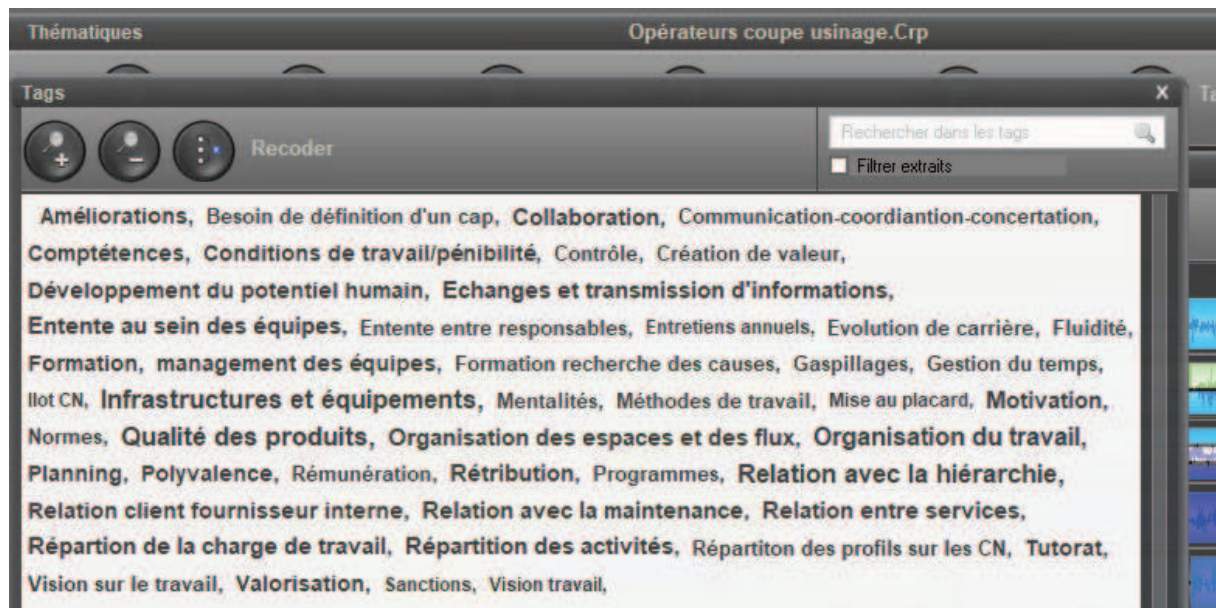 Thématiques Opérateurs coupe usinage.Crp
Tags X Ta
Recoder Rechercher dans les tags
Filtrer extraits
Améliorations, Besoin de définition d'un cap, Collaboration, Communication-coordiantion-concertation,
Comptétences, Conditions de travail/pénibilité, Contrôle, Création de valeur,
Développement du potentiel humain, Echanges et transmission d'informations,
Entente au sein des équipes, Entente entre responsables, Entretiens annuels, Evolution de carrière, Fluidité,
Formation, management des équipes, Formation recherche des causes, Gaspillages, Gestion du temps,
Ilot CN, Infrastructures et équipements, Mentalités, Méthodes de travail, Mise au placard, Motivation,
Normes, Qualité des produits, Organisation des espaces et des flux, Organisation du travail,
Planning, Polyvalence, Rémunération, Rétribution, Programmes, Relation avec la hiérarchie,
Relation client fournisseur interne, Relation avec la maintenance, Relation entre services,
Répartion de la charge de travail, Répartition des activités, Répartiton des profils sur les CN, Tutorat,
Vision sur le travail, Valorisation, Sanctions, Vision travail,